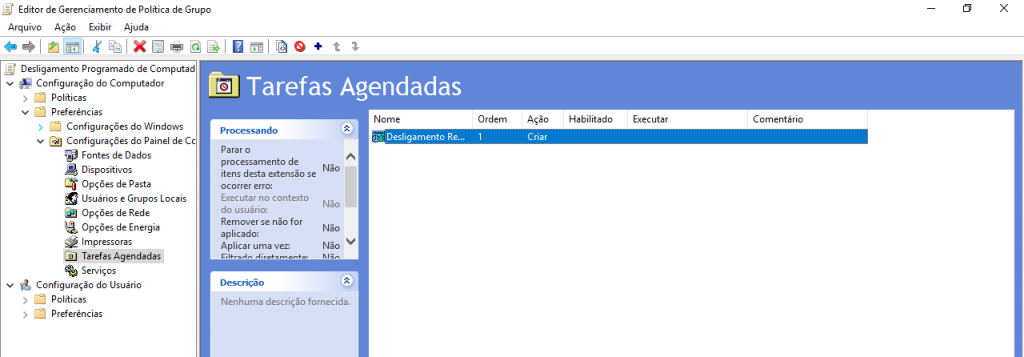 Editor de Gerenciamento de Política de Grupo
Arquivo Ação Exibir Ajuda
Desligamento Programado de Computad
Configuração do Computador
Políticas
Preferências
Configurações do Windows
Configurações do Painel de Cc
Fontes de Dados
Dispositivos
Opções de Pasta
Usuários e Grupos Locais
Opções de Rede
Opções de Energia
Impressoras
Tarefas Agendadas
Serviços
Configuração do Usuário
Políticas
Preferências
Tarefas Agendadas
Processando
Parar o
processamento de
itens desta extensão se Não
ocorrer erro:
Executar no contexto
do usuário: Não
Remover se não for
aplicado: Não
Aplicar uma vez: Não
Filtrado diretamente: Não
Descrição
Nenhuma descrição fornecida.
Nome Ordem Ação Habilitado Executar Comentário
Desligamento Re... 1 Criar